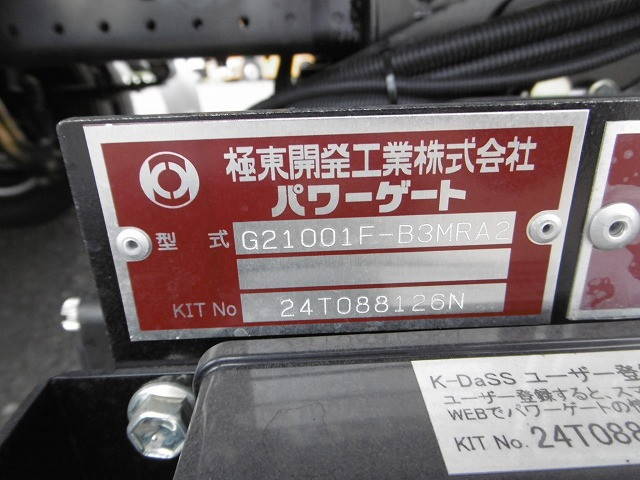 極東開発工業株式会社
パワーゲート
型 式 G21001F-B3MRA2
KIT No 24T088126N
K-DaSS ユーザー登
ユーザー登録すると、ス
WEBでパワーゲートの
KIT No. 24T088